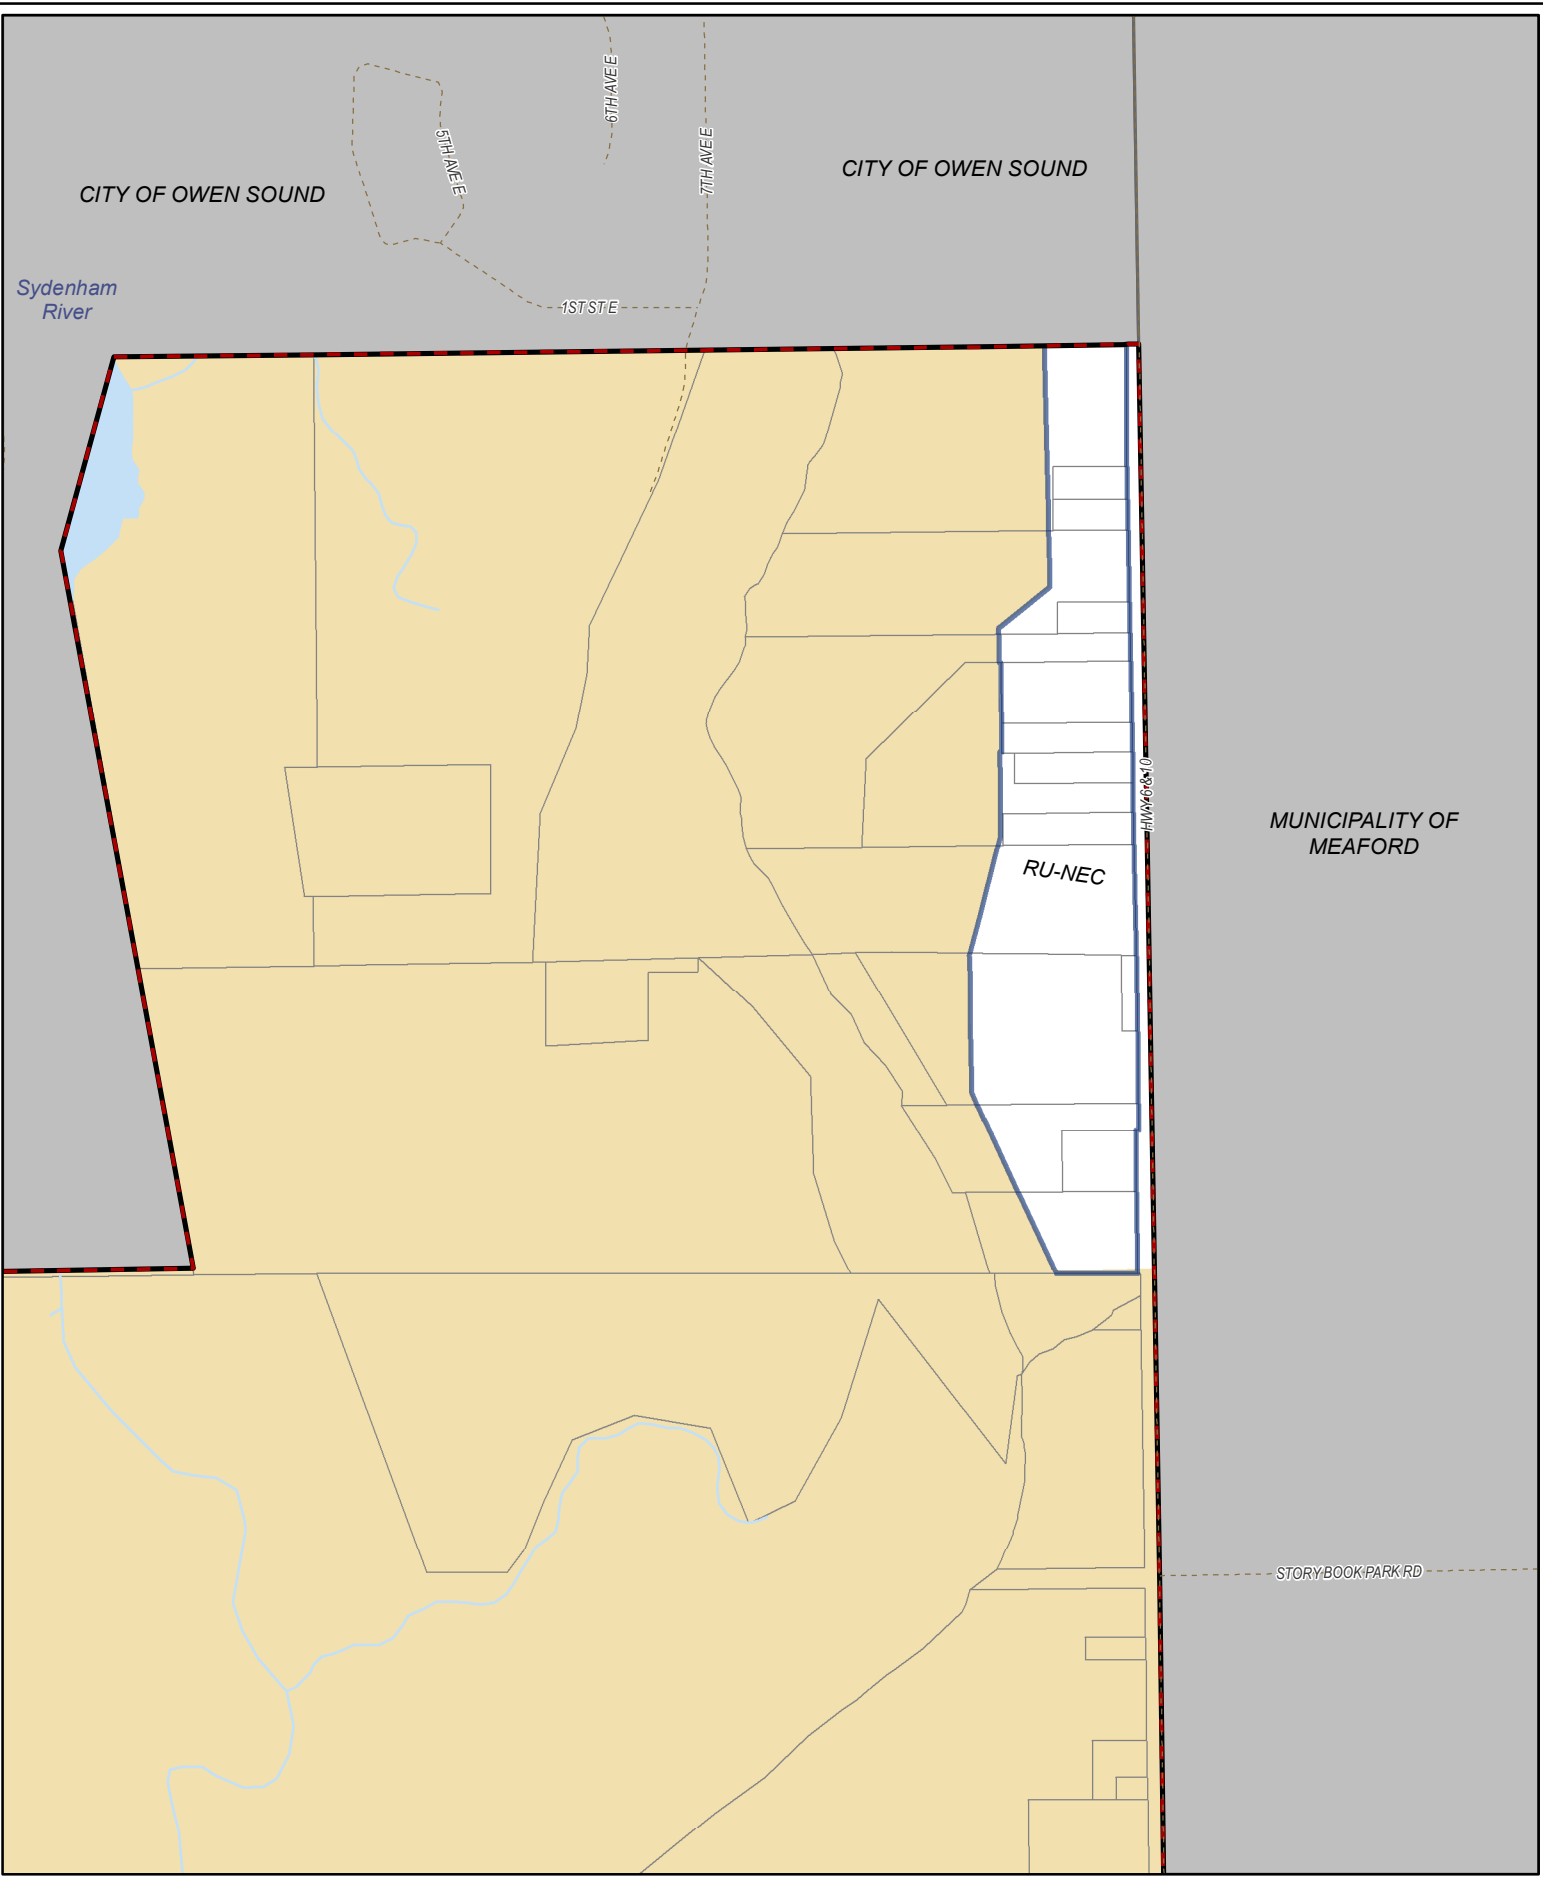 6TH AVE E
5TH AVE E
7TH AVE E
CITY OF OWEN SOUND
CITY OF OWEN SOUND
Sydenham
River
1ST ST E
HWY 6 & 10
MUNICIPALITY OF
MEAFORD
RU-NEC
STORY BOOK PARK RD